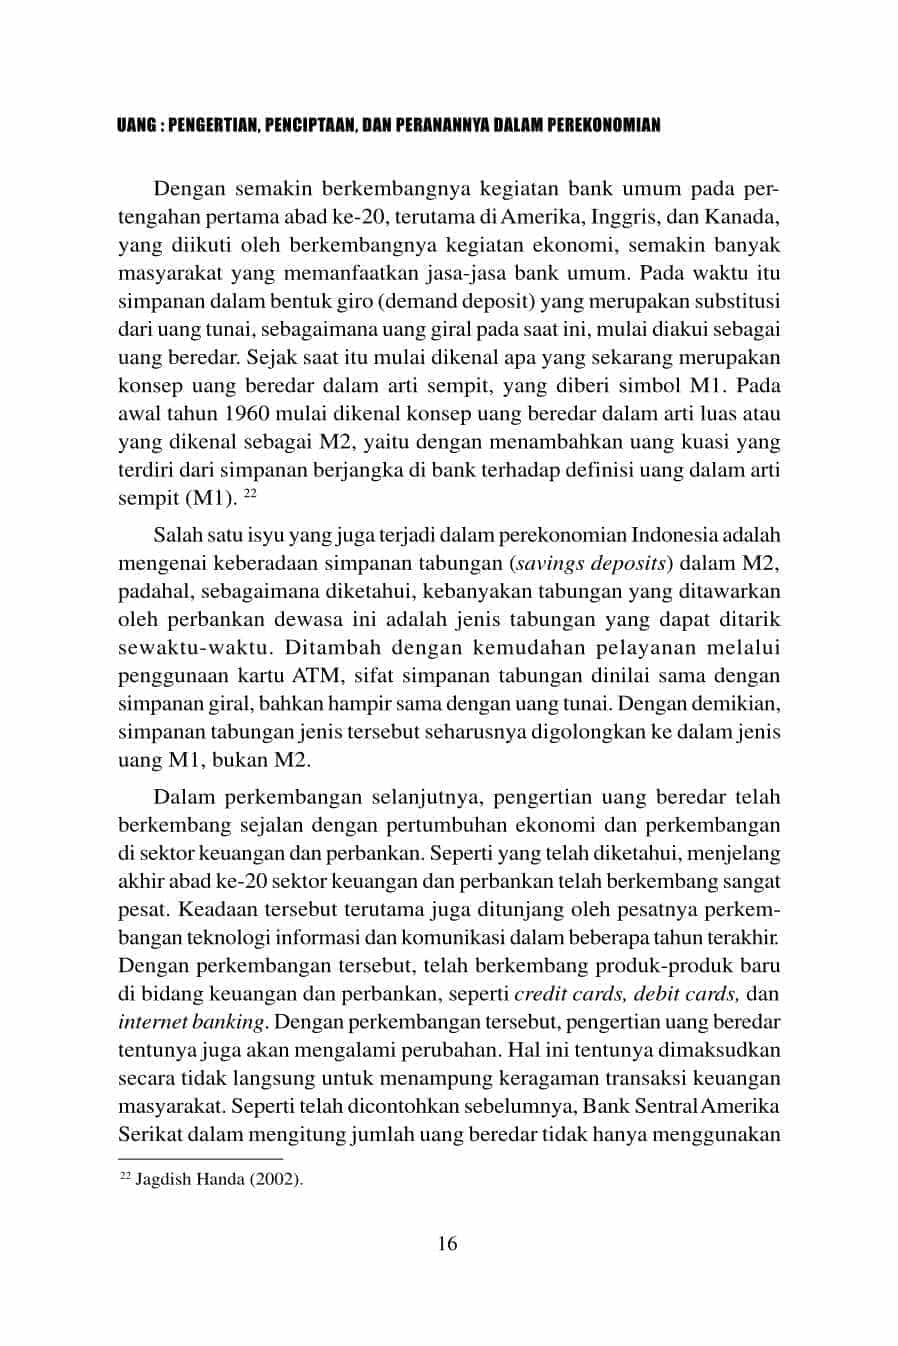 UANG : PENGERTIAN, PENCIPTAAN, DAN PERANANNYA DALAM PEREKONOMIAN
Dengan semakin berkembangnya kegiatan bank umum pada per-
tengahan pertama abad ke-20, terutama di Amerika, Inggris, dan Kanada,
yang diikuti oleh berkembangnya kegiatan ekonomi, semakin banyak
masyarakat yang memanfaatkan jasa-jasa bank umum. Pada waktu itu
simpanan dalam bentuk giro (demand deposit) yang merupakan substitusi
dari uang tunai, sebagaimana uang giral pada saat ini, mulai diakui sebagai
uang beredar. Sejak saat itu mulai dikenal apa yang sekarang merupakan
konsep uang beredar dalam arti sempit, yang diberi simbol M1. Pada
awal tahun 1960 mulai dikenal konsep uang beredar dalam arti luas atau
yang dikenal sebagai M2, yaitu dengan menambahkan uang kuasi yang
terdiri dari simpanan berjangka di bank terhadap definisi uang dalam arti
sempit (M1). 22
Salah satu isyu yang juga terjadi dalam perekonomian Indonesia adalah
mengenai keberadaan simpanan tabungan (savings deposits) dalam M2,
padahal, sebagaimana diketahui, kebanyakan tabungan yang ditawarkan
oleh perbankan dewasa ini adalah jenis tabungan yang dapat ditarik
sewaktu-waktu. Ditambah dengan kemudahan pelayanan melalui
penggunaan kartu ATM, sifat simpanan tabungan dinilai sama dengan
simpanan giral, bahkan hampir sama dengan uang tunai. Dengan demikian,
simpanan tabungan jenis tersebut seharusnya digolongkan ke dalam jenis
uang M1, bukan M2.
Dalam perkembangan selanjutnya, pengertian uang beredar telah
berkembang sejalan dengan pertumbuhan ekonomi dan perkembangan
di sektor keuangan dan perbankan. Seperti yang telah diketahui, menjelang
akhir abad ke-20 sektor keuangan dan perbankan telah berkembang sangat
pesat. Keadaan tersebut terutama juga ditunjang oleh pesatnya perkem-
bangan teknologi informasi dan komunikasi dalam beberapa tahun terakhir.
Dengan perkembangan tersebut, telah berkembang produk-produk baru
di bidang keuangan dan perbankan, seperti credit cards, debit cards, dan
internet banking. Dengan perkembangan tersebut, pengertian uang beredar
tentunya juga akan mengalami perubahan. Hal ini tentunya dimaksudkan
secara tidak langsung untuk menampung keragaman transaksi keuangan
masyarakat. Seperti telah dicontohkan sebelumnya, Bank Sentral Amerika
Serikat dalam mengitung jumlah uang beredar tidak hanya menggunakan
22 Jagdish Handa (2002).
16